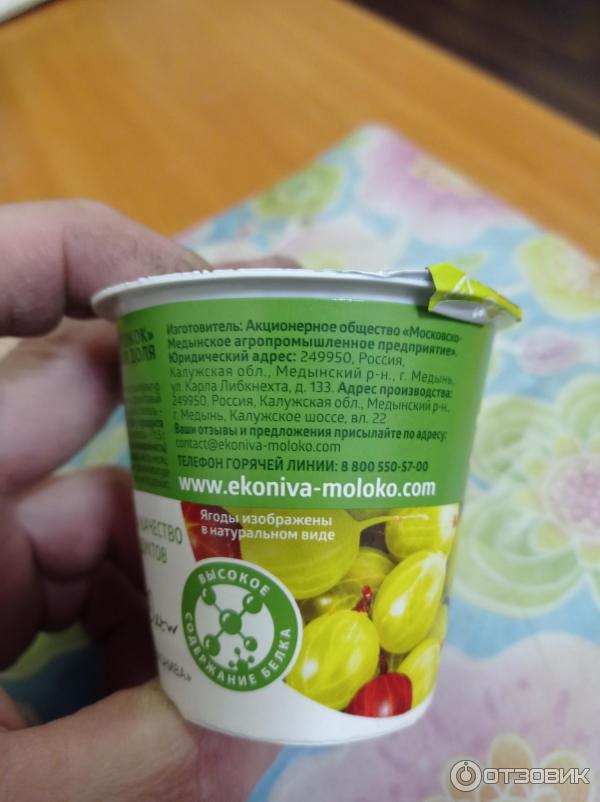 Изготовитель: Акционерное общество «Московско-
Медынское агропромышленное предприятие».
Юридический адрес: 249950, Россия,
Калужская обл., Медынский р-н., г. Медынь,
ул. Карла Либкнехта, д. 133. Адрес производства:
249950, Россия, Калужская обл., Медынский р-н,
г. Медынь, Калужское шоссе, вл. 22
Ваши отзывы и предложения присылайте по адресу:
contact@ekoniva-moloko.com
ТЕЛЕФОН ГОРЯЧЕЙ ЛИНИИ: 8 800 550-57-00
www.ekoniva-moloko.com
Ягоды изображены
в натуральном виде
ДОЛЯ
ВЫСОКОЕ
СОДЕРЖАНИЕ БЕЛКА
ОТЗОВИК